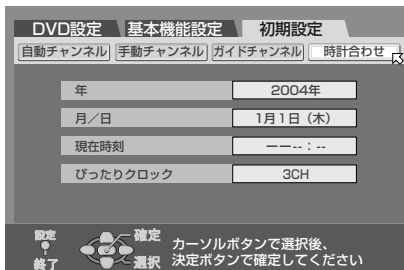 DVD設定 基本機能設定 初期設定
自動チャンネル 手動チャンネル ガイドチャンネル 時計合わせ
年 2004年
月／日 1月1日（木）
現在時刻 ーー--：--
ぴったりクロック 3CH
設定 確定 カーソルボタンで選択後、
終了 選択 決定ボタンで確定してください